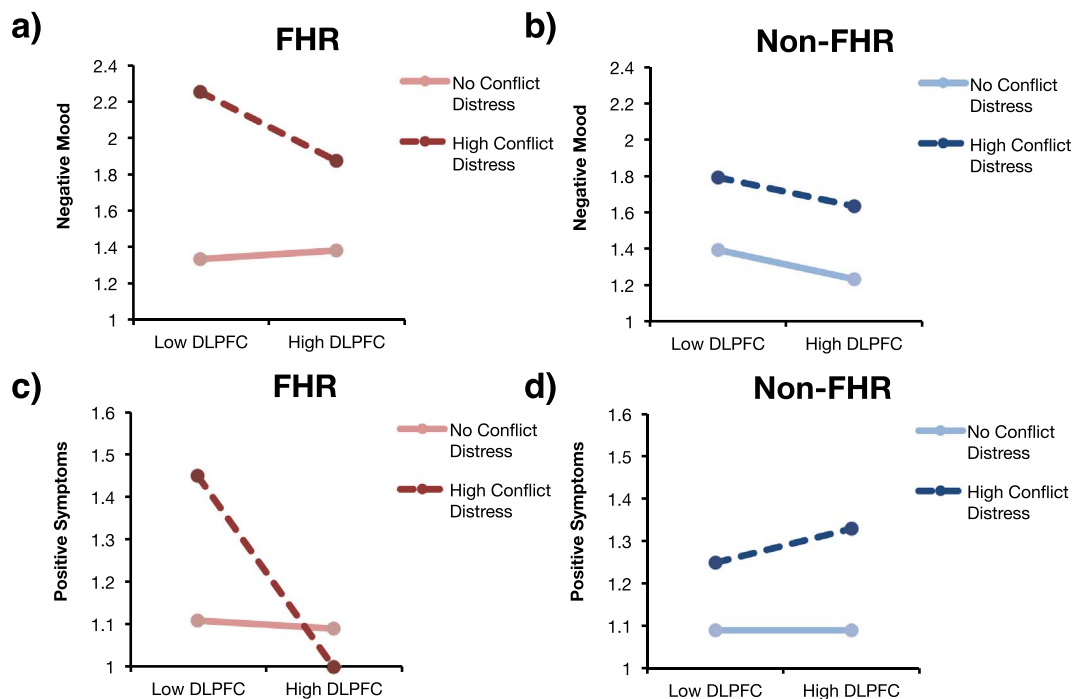 a)
FHR
Negative Mood
2.4
2.2
2
1.8
1.6
1.4
1.2
1
Low DLPFC
High DLPFC
No Conflict
Distress
High Conflict
Distress
b)
Non-FHR
Negative Mood
2.4
2.2
2
1.8
1.6
1.4
1.2
1
Low DLPFC
High DLPFC
No Conflict
Distress
High Conflict
Distress
c)
FHR
Positive Symptoms
1.6
1.5
1.4
1.3
1.2
1.1
1
Low DLPFC
High DLPFC
No Conflict
Distress
High Conflict
Distress
d)
Non-FHR
Positive Symptoms
1.6
1.5
1.4
1.3
1.2
1.1
1
Low DLPFC
High DLPFC
No Conflict
Distress
High Conflict
Distress